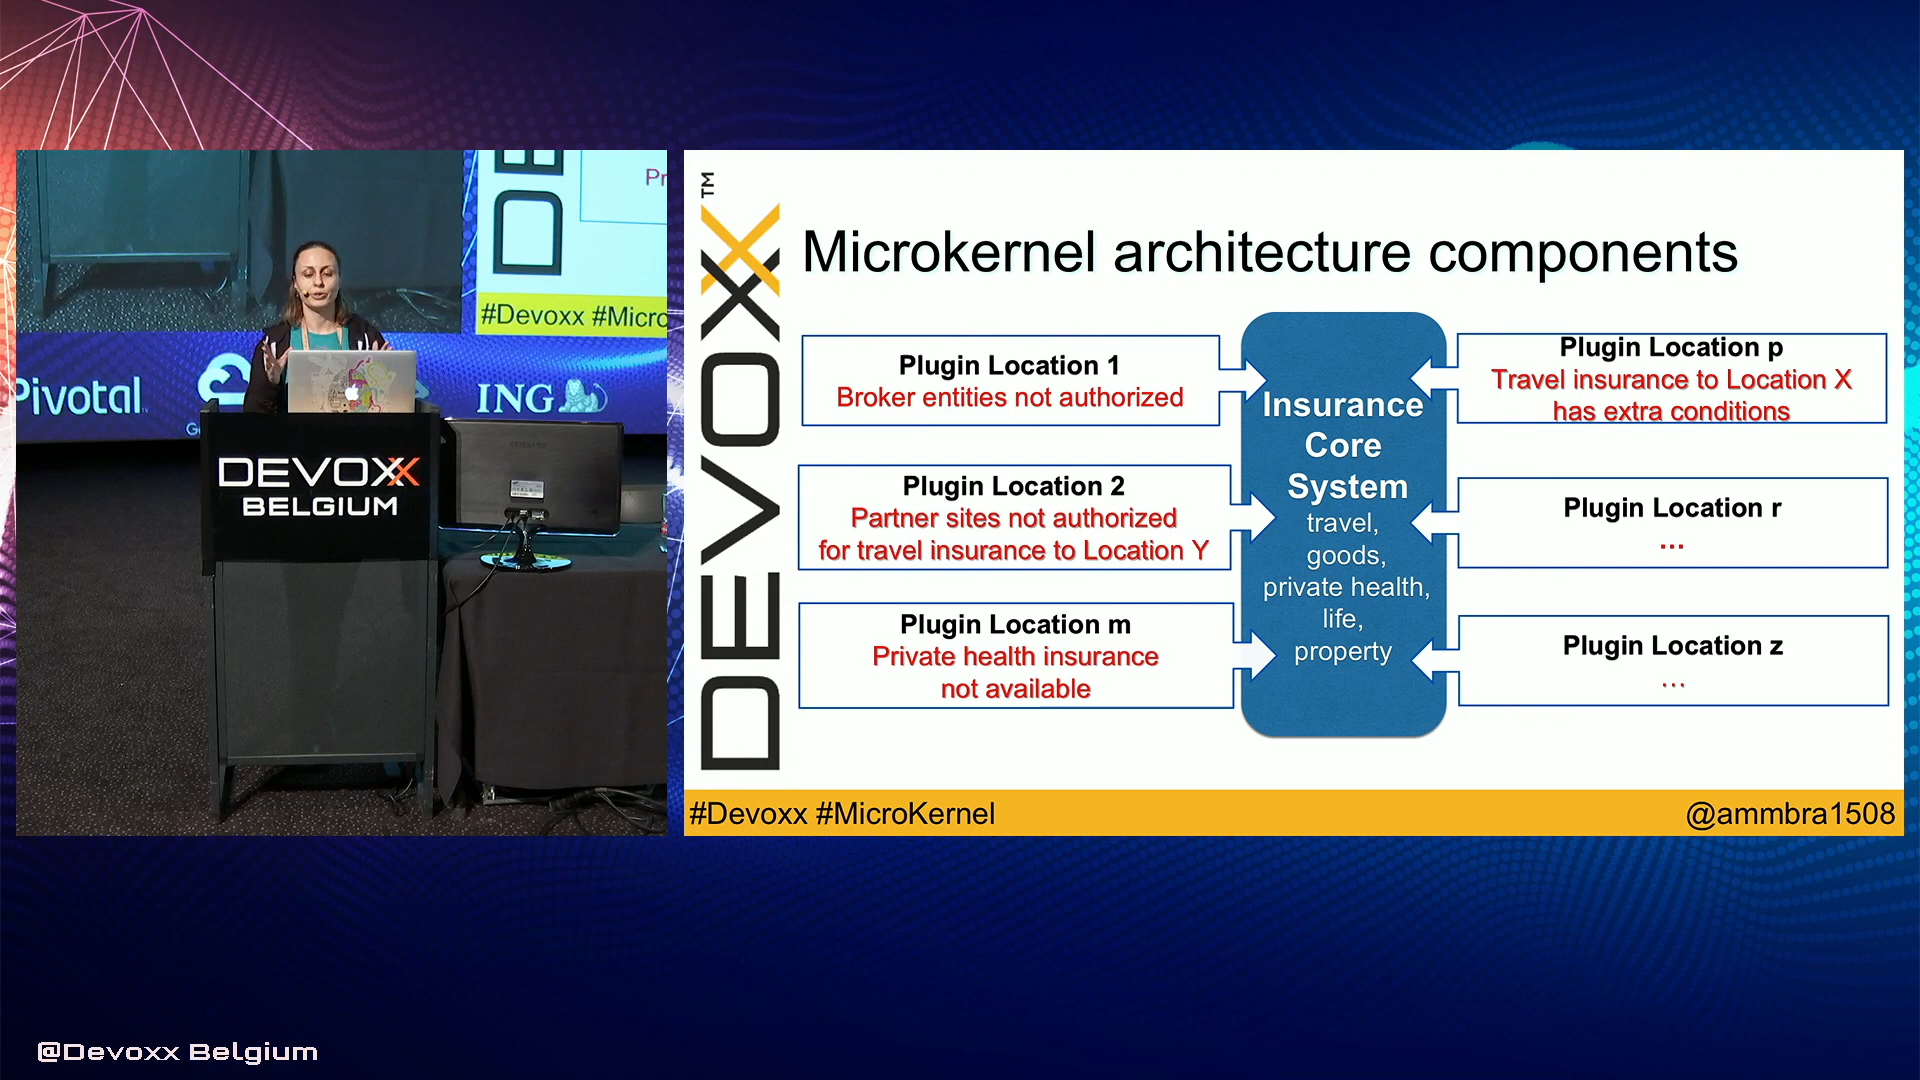 Pr
DE
#Devoxx #Micro
Pivotal
ING
DEVOXX
BELGIUM
DEVOXX™
Microkernel architecture components
Plugin Location 1
Broker entities not authorized
Plugin Location 2
Partner sites not authorized
for travel insurance to Location Y
Plugin Location m
Private health insurance
not available
Insurance
Core
System
travel,
goods,
private health,
life,
property
Plugin Location p
Travel insurance to Location X
has extra conditions
Plugin Location r
...
Plugin Location z
...
#Devoxx #MicroKernel
@ammbra1508
@Devoxx Belgium